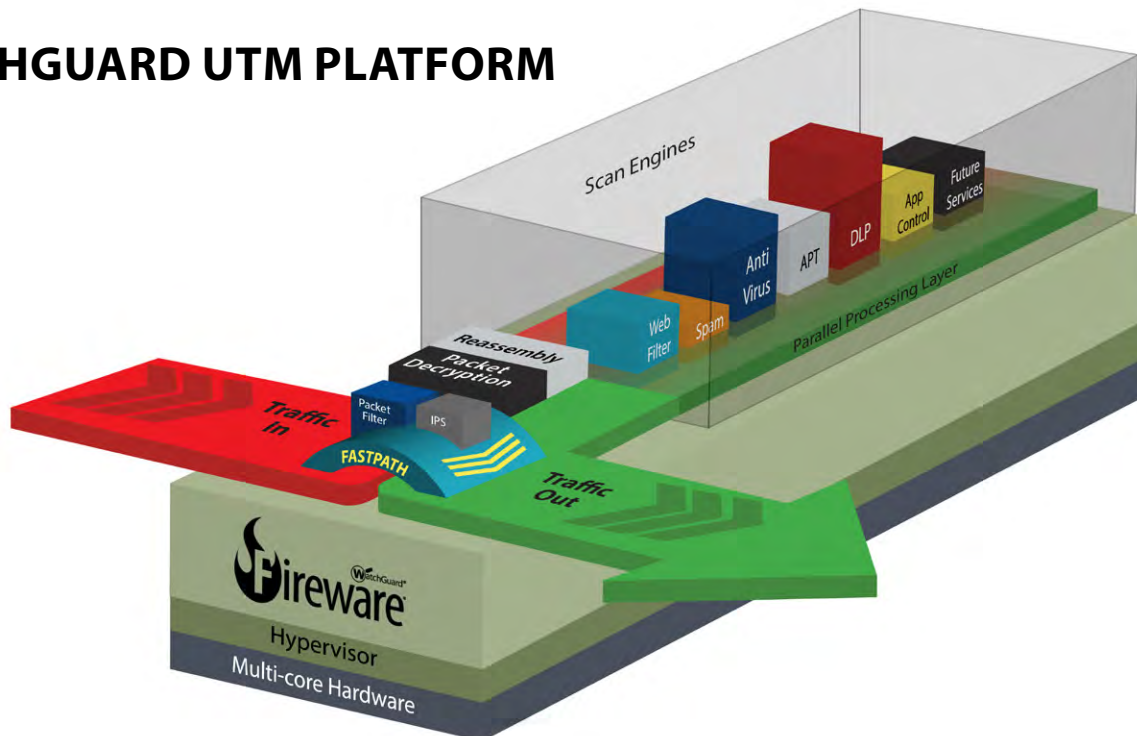 HGUARD UTM PLATFORM
Scan Engines
Future
Services
App
Control
DLP
APT
Anti
Virus
Spam
Web
Filter
Parallel Processing Layer
Reassembly
Packet
Decryption
Packet
Filter
IPS
FASTPATH
Traffic
In
Traffic
Out
WatchGuard®
Fireware
Hypervisor
Multi-core Hardware